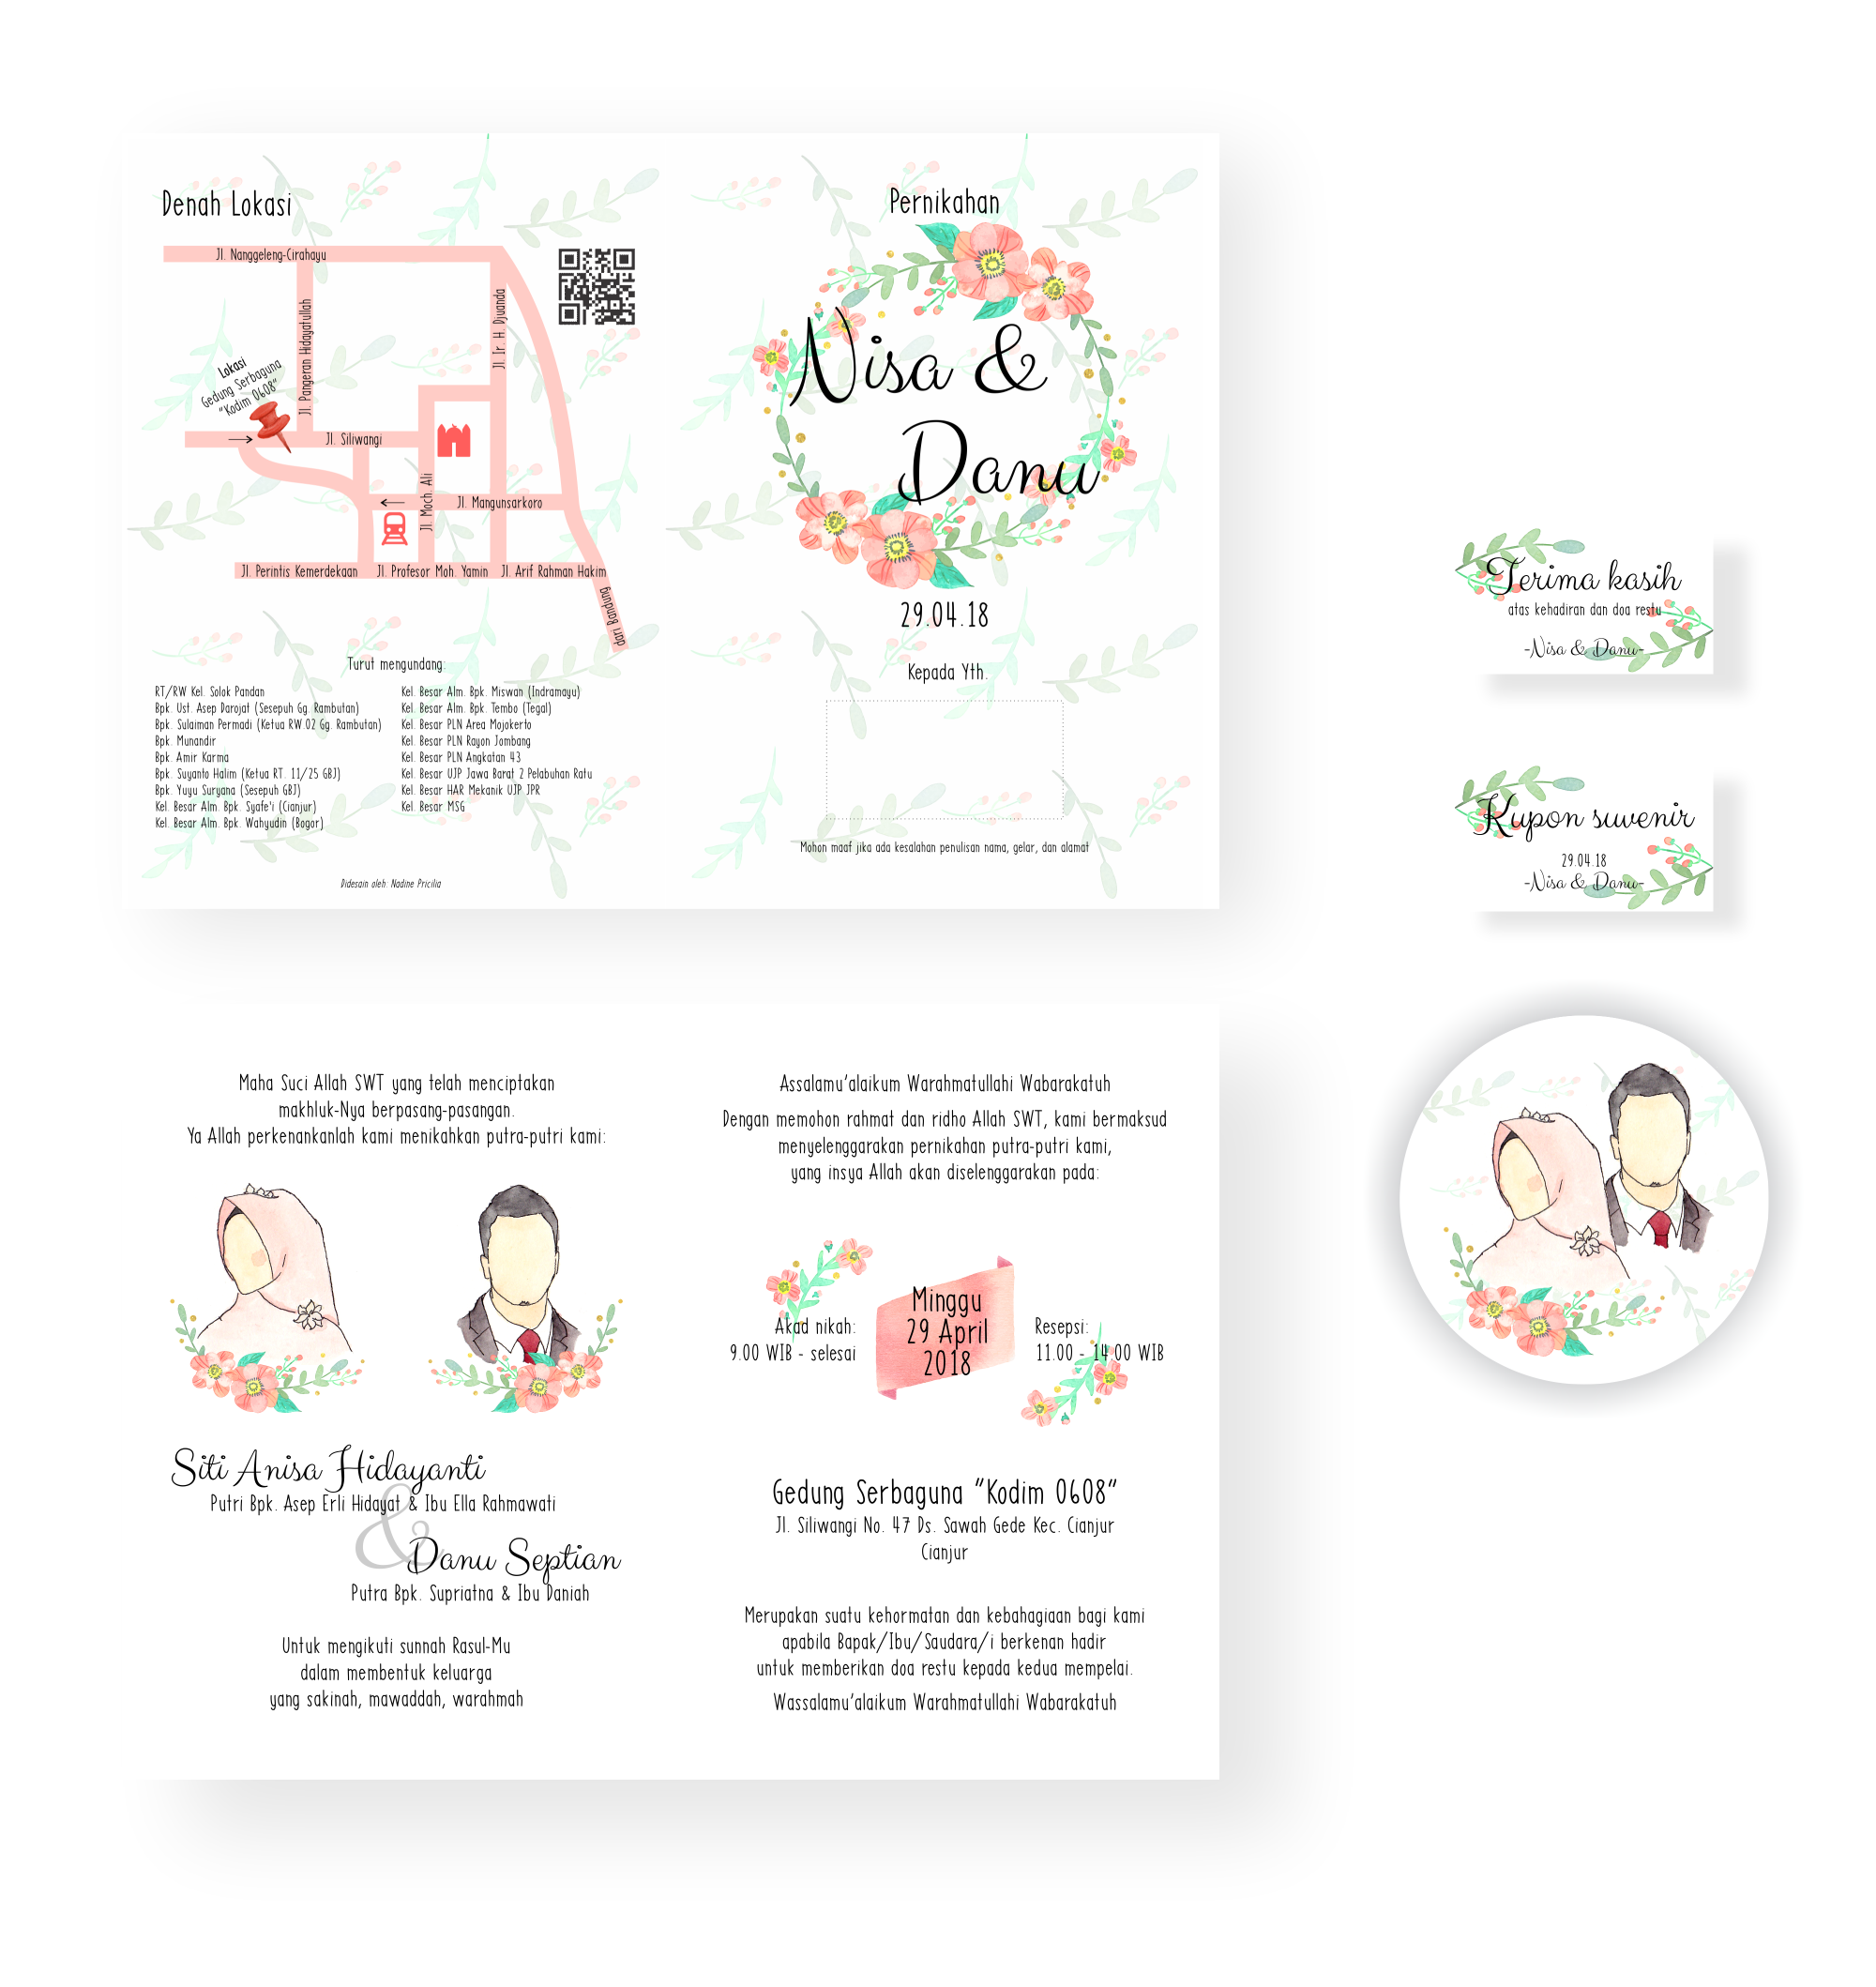 Denah Lokasi
Jl. Nanggeleng-Cirahayu
Jl. Pangeran Hidayatullah
Jl. Ir. H. Djuanda
Lokasi
Gedung Serbaguna
"Kodim 0608"
Jl. Siliwangi
Jl. Moch. Ali
Jl. Mangunsarkoro
Jl. Perintis Kemerdekaan
Jl. Profesor Moh. Yamin
Jl. Arif Rahman Hakim
dari Bandung
Turut mengundang:
RT/RW Kel. Solok Pandan
Bpk. Ust. Asep Darojat (Sesepuh Gg. Rambutan)
Bpk. Sulaiman Permadi (Ketua RW.02 Gg. Rambutan)
Bpk. Munandir
Bpk. Amir Karma
Bpk. Suyanto Halim (Ketua RT. 11/25 GBJ)
Bpk. Yuyu Suryana (Sesepuh GBJ)
Kel. Besar Alm. Bpk. Syafe'i (Cianjur)
Kel. Besar Alm. Bpk. Wahyudin (Bogor)
Kel. Besar Alm. Bpk. Miswan (Indramayu)
Kel. Besar Alm. Bpk. Tembo (Tegal)
Kel. Besar PLN Area Mojokerto
Kel. Besar PLN Rayon Jombang
Kel. Besar PLN Angkatan 43
Kel. Besar UJP Jawa Barat 2 Pelabuhan Ratu
Kel. Besar HAR Mekanik UJP JPR
Kel. Besar MSG
Didesain oleh: Nadine Pricilia
Pernikahan
Nisa &
Danu
29.04.18
Kepada Yth.
Mohon maaf jika ada kesalahan penulisan nama, gelar, dan alamat
Terima kasih
atas kehadiran dan doa restu
-Nisa & Danu-
Kupon suvenir
29.04.18
-Nisa & Danu-
Maha Suci Allah SWT yang telah menciptakan
makhluk-Nya berpasang-pasangan.
Ya Allah perkenankanlah kami menikahkan putra-putri kami:
Siti Anisa Hidayanti
Putri Bpk. Asep Erli Hidayat & Ibu Ella Rahmawati
&
Danu Septian
Putra Bpk. Supriatna & Ibu Daniah
Untuk mengikuti sunnah Rasul-Mu
dalam membentuk keluarga
yang sakinah, mawaddah, warahmah
Assalamu'alaikum Warahmatullahi Wabarakatuh
Dengan memohon rahmat dan ridho Allah SWT, kami bermaksud
menyelenggarakan pernikahan putra-putri kami,
yang insya Allah akan diselenggarakan pada:
Akad nikah:
9.00 WIB - selesai
Minggu
29 April
2018
Resepsi:
11.00 - 14.00 WIB
Gedung Serbaguna "Kodim 0608"
Jl. Siliwangi No. 47 Ds. Sawah Gede Kec. Cianjur
Cianjur
Merupakan suatu kehormatan dan kebahagiaan bagi kami
apabila Bapak/Ibu/Saudara/i berkenan hadir
untuk memberikan doa restu kepada kedua mempelai.
Wassalamu'alaikum Warahmatullahi Wabarakatuh